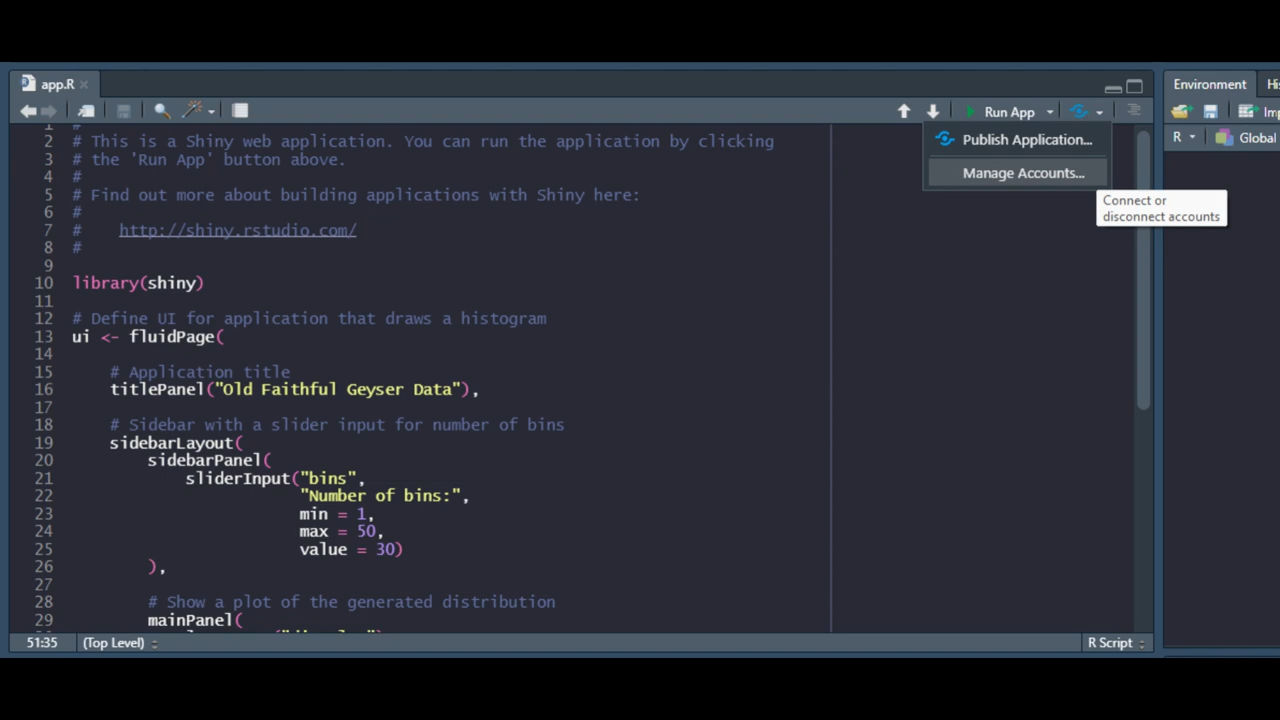 app.R
Environment
Run App
Publish Application...
Manage Accounts...
Connect or
disconnect accounts
R
Global
1 #
2 # This is a Shiny web application. You can run the application by clicking
3 # the 'Run App' button above.
4 #
5 # Find out more about building applications with Shiny here:
6 #
7 #    http://shiny.rstudio.com/
8 #
9
10 library(shiny)
11
12 # Define UI for application that draws a histogram
13 ui <- fluidPage(
14
15     # Application title
16     titlePanel("Old Faithful Geyser Data"),
17
18     # Sidebar with a slider input for number of bins
19     sidebarLayout(
20         sidebarPanel(
21             sliderInput("bins",
22                         "Number of bins:",
23                         min = 1,
24                         max = 50,
25                         value = 30)
26         ),
27
28         # Show a plot of the generated distribution
29         mainPanel(
51:35 (Top Level)
R Script